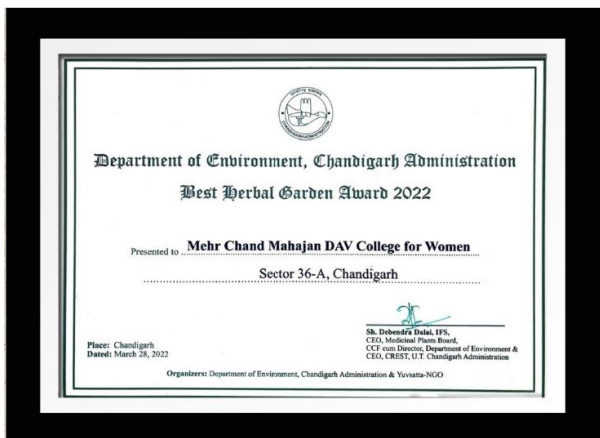 CHANDIGARH ADMINISTRATION
Department of Environment, Chandigarh Administration
Best Herbal Garden Award 2022
Presented to Mehr Chand Mahajan DAV College for Women
Sector 36-A, Chandigarh
Sh. Debendra Dalai, IFS,
CEO, Medicinal Plants Board,
CCF cum Director, Department of Environment &
CEO, CREST, U.T. Chandigarh Administration
Place: Chandigarh
Dated: March 28, 2022
Organizers: Department of Environment, Chandigarh Administration & Yuvsatta-NGO